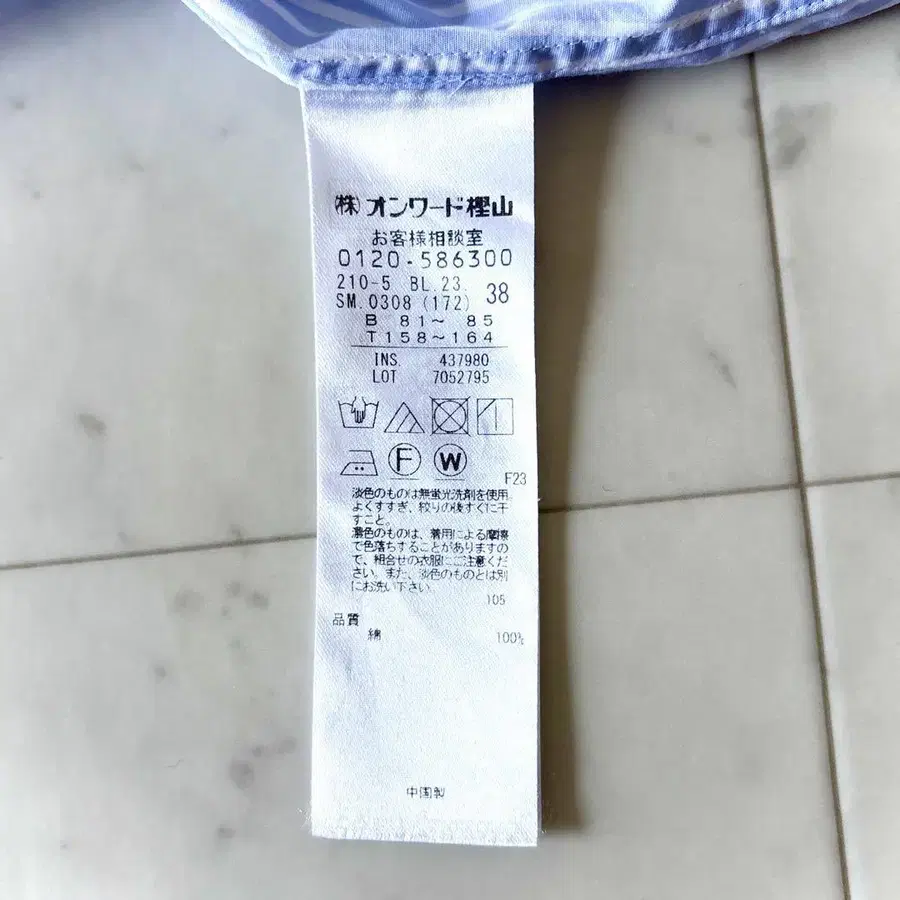 ㈱オンワード樫山
お客様相談室
0120-586300
210-5 BL.23.
SM.0308 (172) 38
B 81～ 85
T158～164
INS. 437980
LOT 7052795
F W
F23
淡色のものは無蛍光洗剤を使用
よくすすぎ、絞りの後すぐに干
すこと。
濃色のものは、着用による摩擦
で色落ちすることがありますの
で、組合せの衣服にご注意くだ
さい。また、淡色のものとは別
にお洗い下さい。
105
品質
綿 100%
中国製